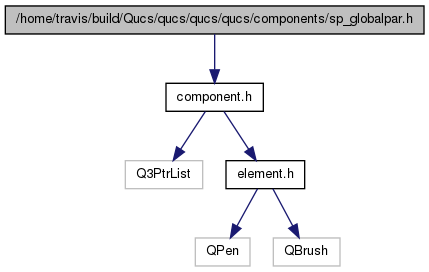 /home/travis/build/Qucs/qucs/qucs/qucs/components/sp_globalpar.h
component.h
Q3PtrList
element.h
QPen
QBrush